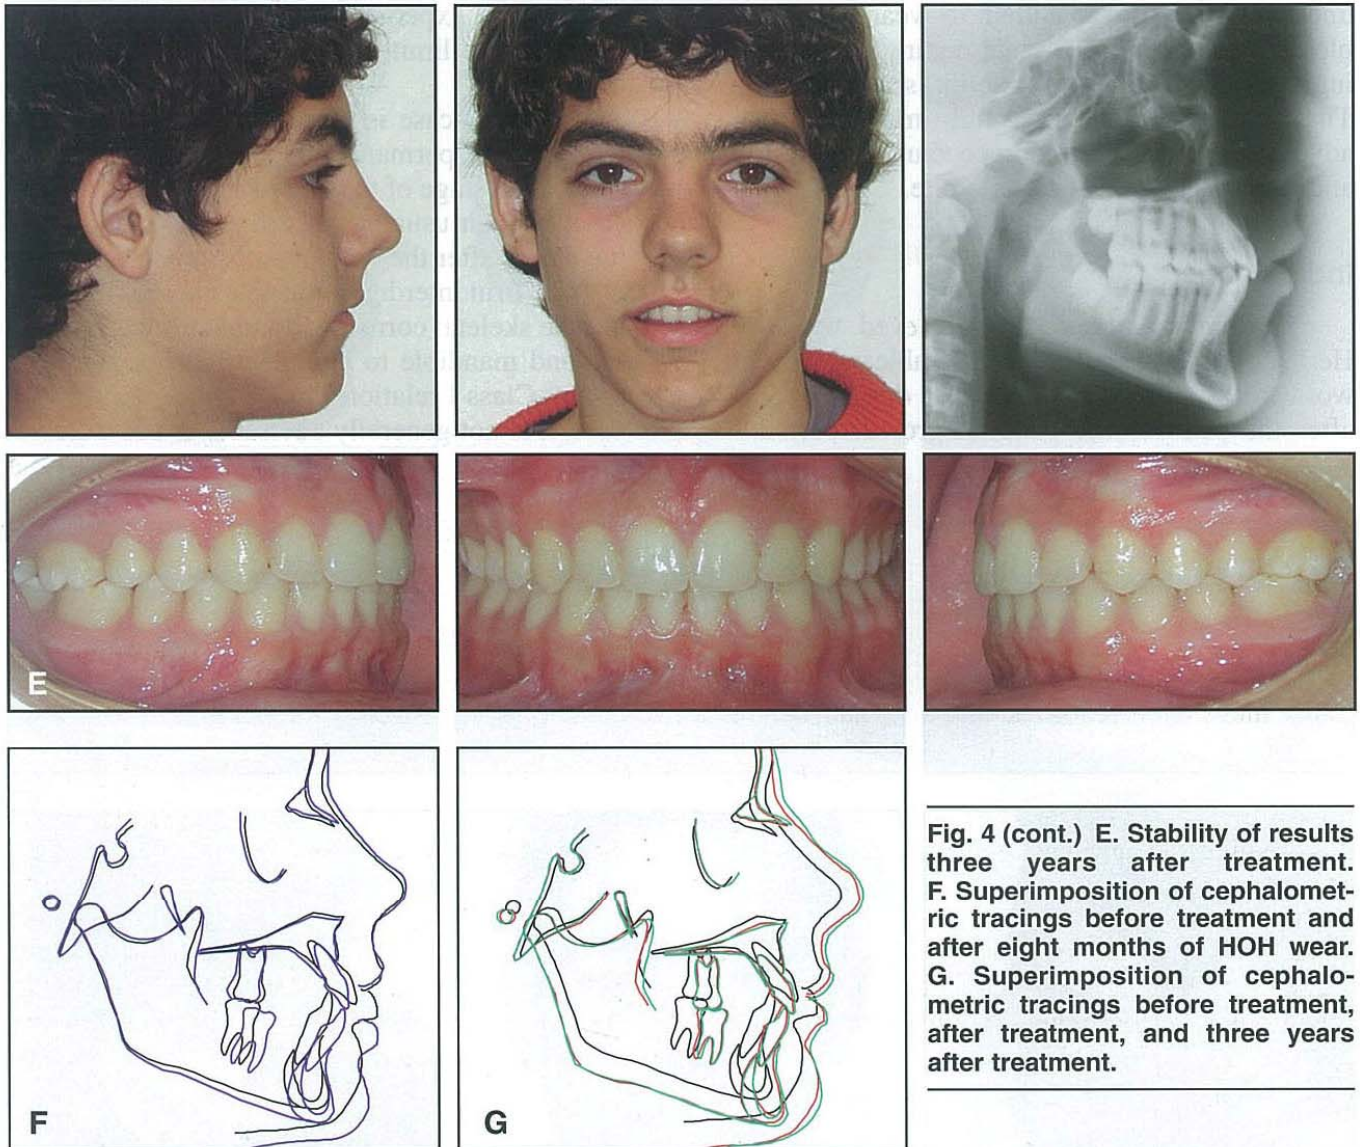 E
F
G
Fig. 4 (cont.) E. Stability of results
three years after treatment.
F. Superimposition of cephalomet-
ric tracings before treatment and
after eight months of HOH wear.
G. Superimposition of cephalo-
metric tracings before treatment,
after treatment, and three years
after treatment.